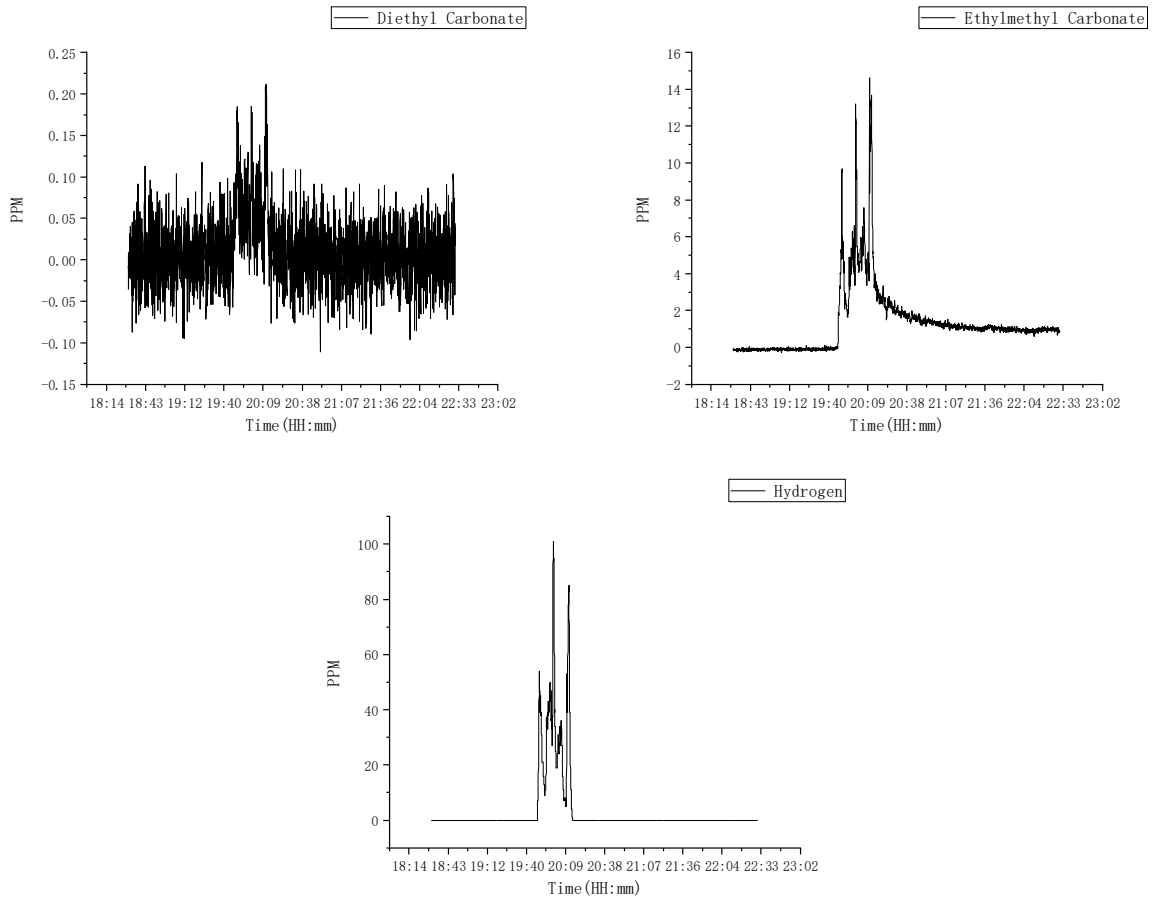 Diethyl Carbonate
0.25
0.20
0.15
0.10
0.05
0.00
-0.05
-0.10
-0.15
PPM
18:14 18:43 19:12 19:40 20:09 20:38 21:07 21:36 22:04 22:33 23:02
Time(HH:mm)
Ethylmethyl Carbonate
16
14
12
10
8
6
4
2
0
-2
PPM
18:14 18:43 19:12 19:40 20:09 20:38 21:07 21:36 22:04 22:33 23:02
Time(HH:mm)
Hydrogen
100
80
60
40
20
0
PPM
18:14 18:43 19:12 19:40 20:09 20:38 21:07 21:36 22:04 22:33 23:02
Time(HH:mm)